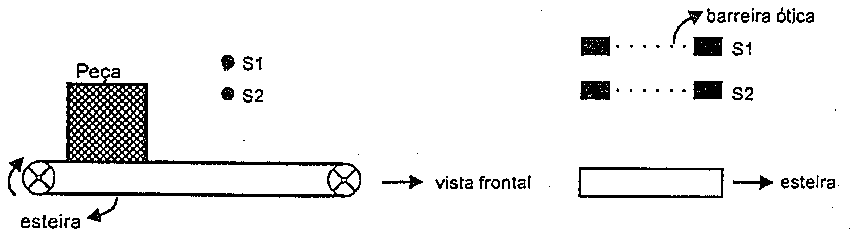 Peça
S1
S2
esteira
vista frontal
barreira ótica
S1
S2
esteira